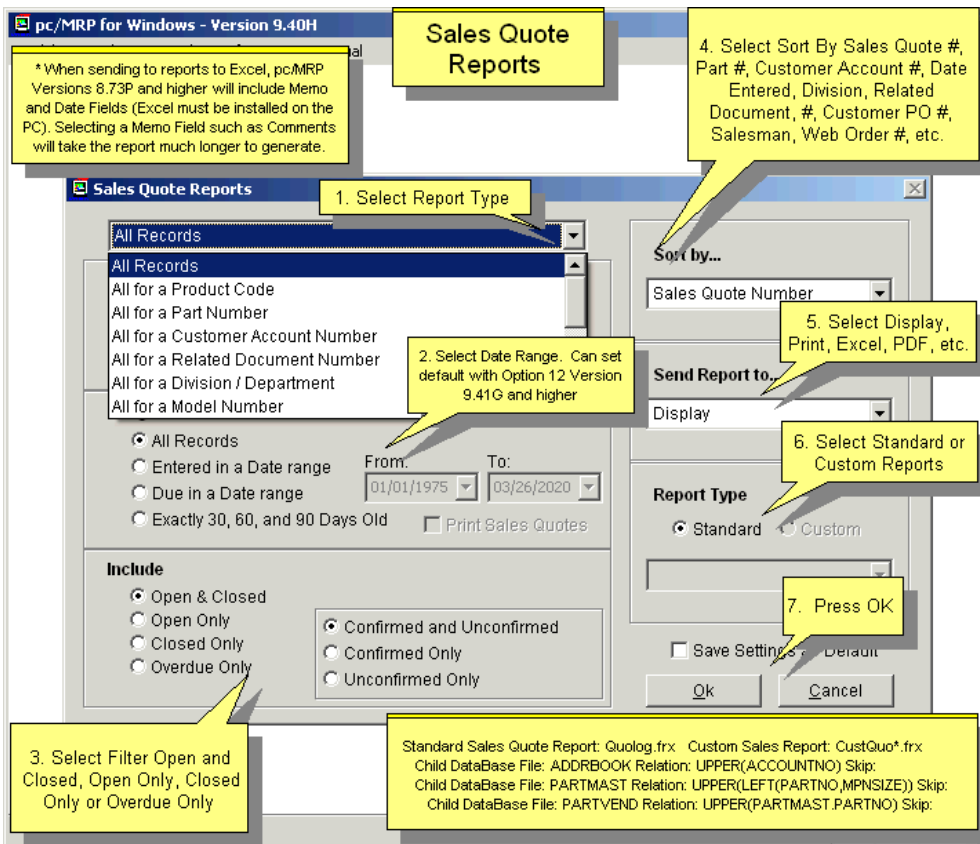 pc/MRP for Windows - Version 9.40H
Sales Quote
Reports
* When sending to reports to Excel, pc/MRP
Versions 8.73P and higher will include Memo
and Date Fields (Excel must be installed on the
PC). Selecting a Memo Field such as Comments
will take the report much longer to generate.
4. Select Sort By Sales Quote #,
Part #, Customer Account #, Date
Entered, Division, Related
Document, #, Customer PO #,
Salesman, Web Order #, etc.
Sales Quote Reports
1. Select Report Type
All Records
All Records
All for a Product Code
All for a Part Number
All for a Customer Account Number
All for a Related Document Number
All for a Division / Department
All for a Model Number
2. Select Date Range. Can set
default with Option 12 Version
9.41G and higher
All Records
Entered in a Date range
Due in a Date range
Exactly 30, 60, and 90 Days Old
From:
To:
01/01/1975
03/26/2020
Print Sales Quotes
Include
Open & Closed
Open Only
Closed Only
Overdue Only
Confirmed and Unconfirmed
Confirmed Only
Unconfirmed Only
Sort by...
Sales Quote Number
5. Select Display,
Print, Excel, PDF, etc.
Send Report to...
Display
6. Select Standard or
Custom Reports
Report Type
Standard
Custom
7. Press OK
Save Settings Default
Ok
Cancel
3. Select Filter Open and
Closed, Open Only, Closed
Only or Overdue Only
Standard Sales Quote Report: Quolog.frx Custom Sales Report: CustQuo*.frx
Child DataBase File: ADDRBOOK Relation: UPPER(ACCOUNTNO) Skip:
Child DataBase File: PARTMAST Relation: UPPER(LEFT(PARTNO,MPNSIZE)) Skip:
Child DataBase File: PARTVEND Relation: UPPER(PARTMAST.PARTNO) Skip: